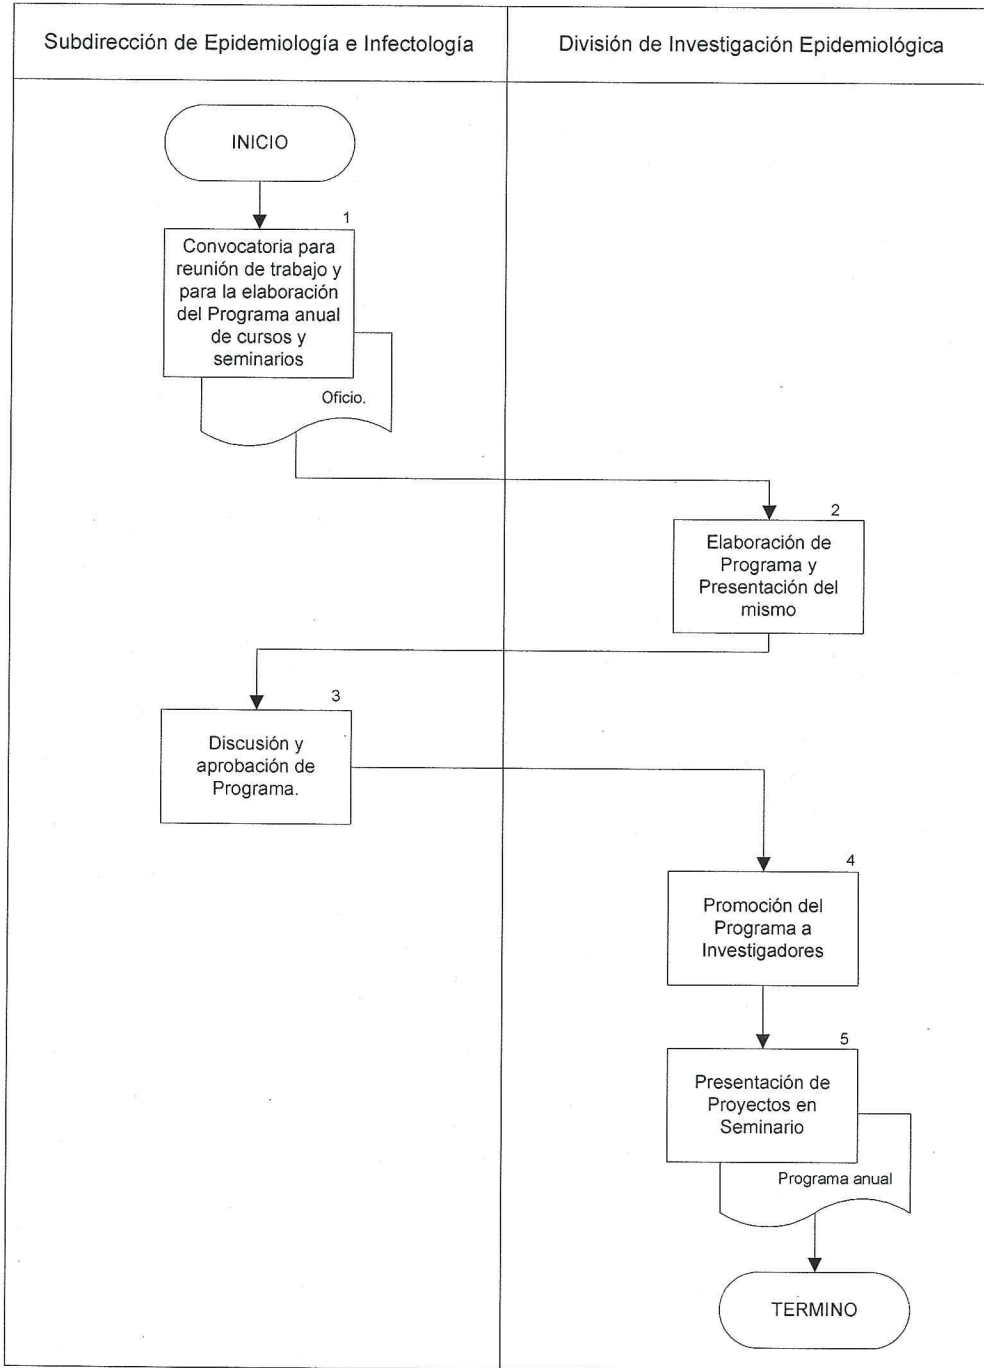 Subdirección de Epidemiología e Infectología
División de Investigación Epidemiológica
INICIO
1
Convocatoria para
reunión de trabajo y
para la elaboración
del Programa anual
de cursos y
seminarios
Oficio.
2
Elaboración de
Programa y
Presentación del
mismo
3
Discusión y
aprobación de
Programa.
4
Promoción del
Programa a
Investigadores
5
Presentación de
Proyectos en
Seminario
Programa anual
TERMINO